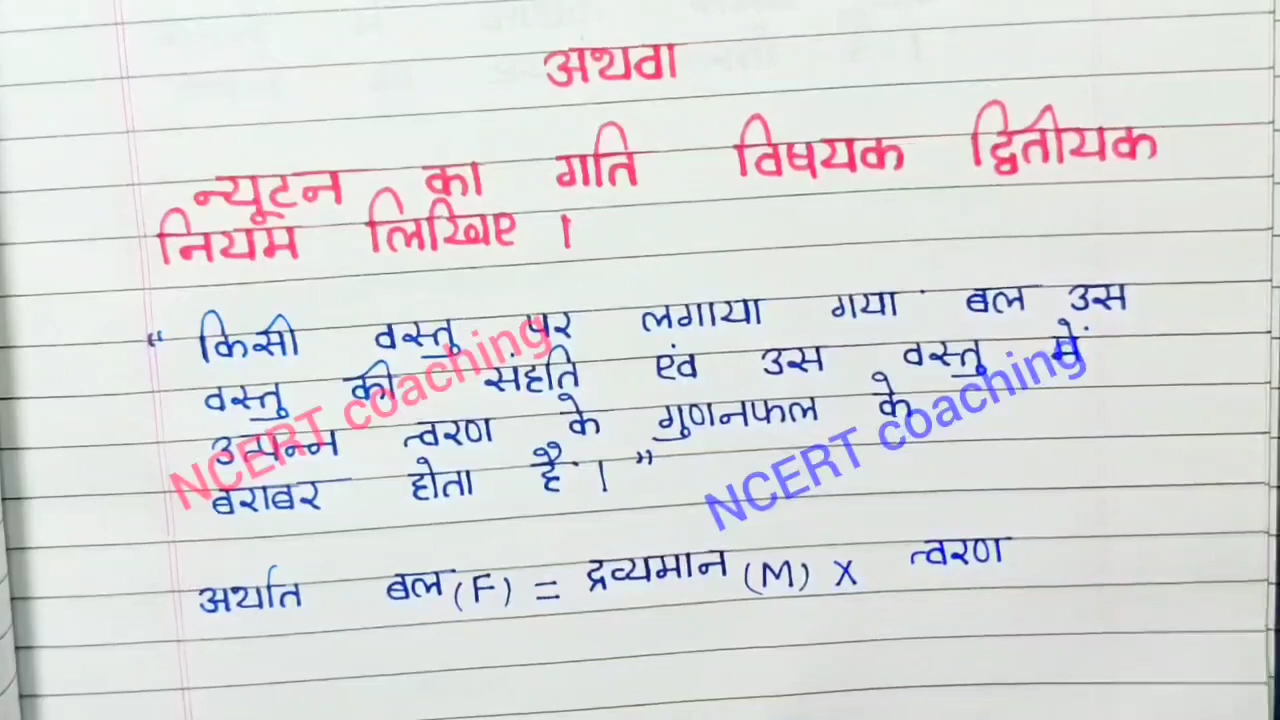 अथवा
न्यूटन का गति विषयक द्वितीयक
नियम लिखिए ।
“ किसी वस्तु पर लगाया गया बल उस
वस्तु की संहति एंव उस वस्तु में
उत्पन्न त्वरण के गुणनफल के
बराबर होता है । ”
NCERT coaching
NCERT coaching
अर्थात बल (F) = द्रव्यमान (M) x त्वरण